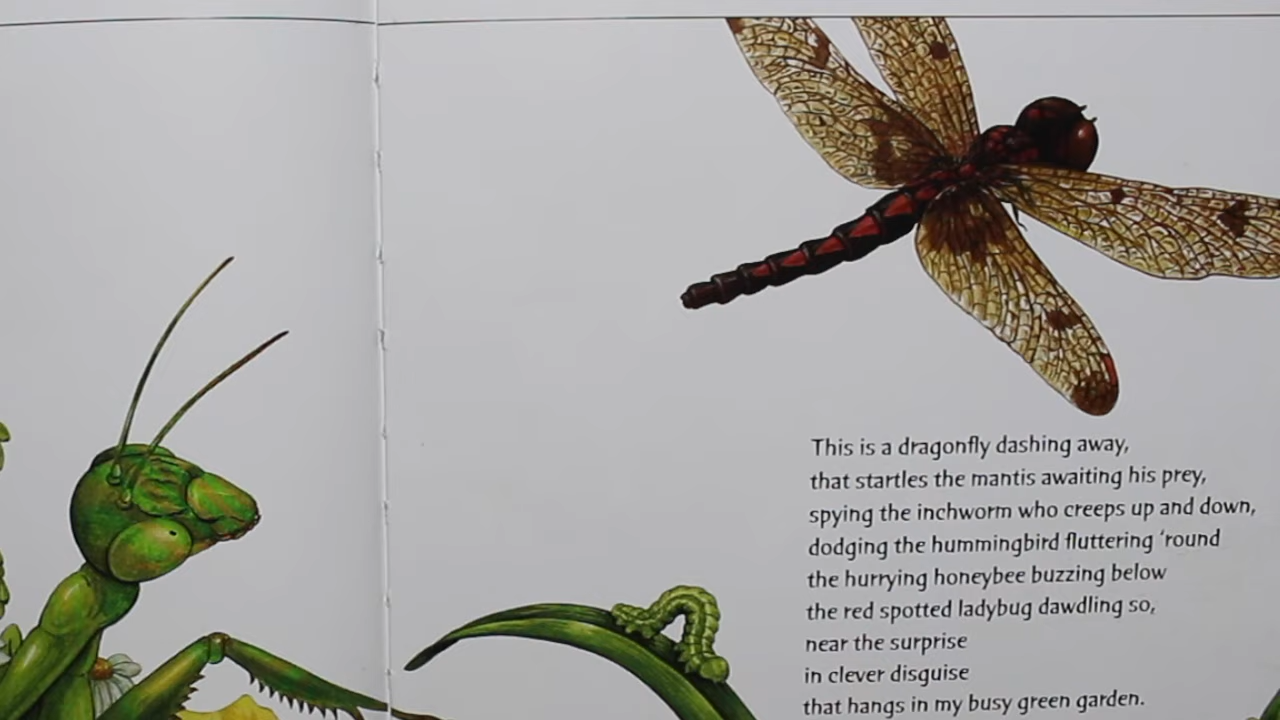 This is a dragonfly dashing away,
that startles the mantis awaiting his prey,
spying the inchworm who creeps up and down,
dodging the hummingbird fluttering ‘round
the hurrying honeybee buzzing below
the red spotted ladybug dawdling so,
near the surprise
in clever disguise
that hangs in my busy green garden.